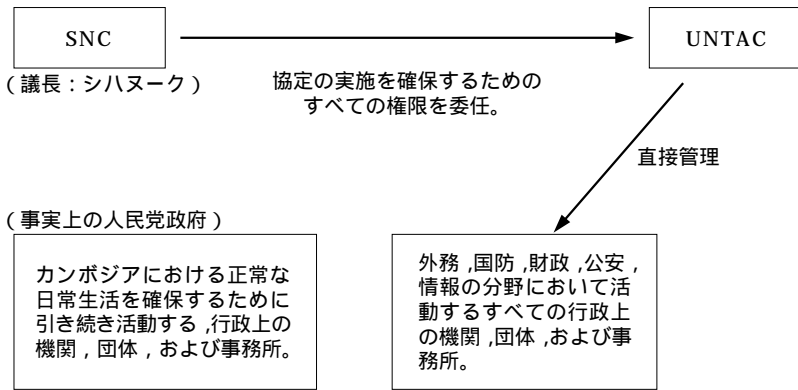 SNC
UNTAC
(議長:シハヌーク)
協定の実施を確保するための
すべての権限を委任。
直接管理
(事実上の人民党政府)
カンボジアにおける正常な
日常生活を確保するために
引き続き活動する,行政上の
機関,団体,および事務所。
外務,国防,財政,公安,
情報の分野において活
動するすべての行政上
の機関,団体,および事
務所。